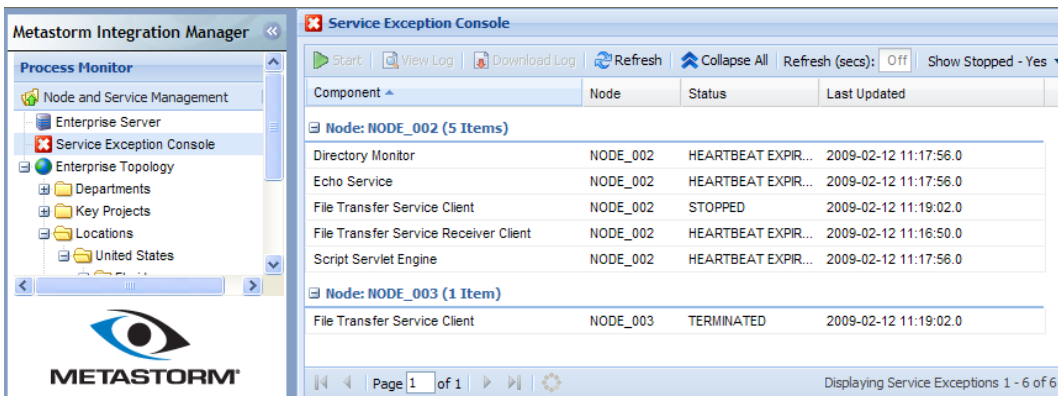 Metastorm Integration Manager
Process Monitor
Node and Service Management
Enterprise Server
Service Exception Console
Enterprise Topology
Departments
Key Projects
Locations
United States
METASTORM
Service Exception Console
Start View Log Download Log Refresh Collapse All Refresh (secs): Off Show Stopped - Yes
Component Node Status Last Updated
Node: NODE_002 (5 Items)
Directory Monitor NODE_002 HEARTBEAT EXPIR... 2009-02-12 11:17:56.0
Echo Service NODE_002 HEARTBEAT EXPIR... 2009-02-12 11:17:56.0
File Transfer Service Client NODE_002 STOPPED 2009-02-12 11:19:02.0
File Transfer Service Receiver Client NODE_002 HEARTBEAT EXPIR... 2009-02-12 11:16:50.0
Script Servlet Engine NODE_002 HEARTBEAT EXPIR... 2009-02-12 11:17:56.0
Node: NODE_003 (1 Item)
File Transfer Service Client NODE_003 TERMINATED 2009-02-12 11:19:02.0
Page 1 of 1 Displaying Service Exceptions 1 - 6 of 6